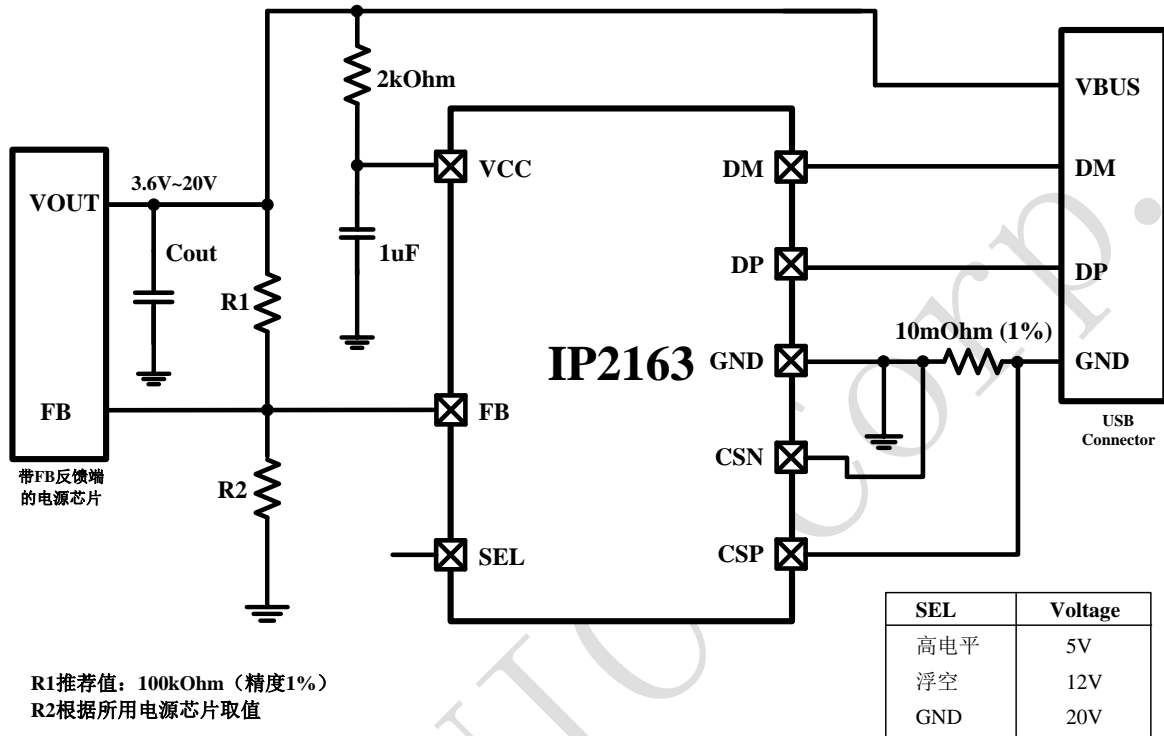 2kOhm
VBUS
VCC
DM
DM
3.6V~20V
VOUT
Cout
1uF
DP
DP
R1
10mOhm (1%)
IP2163
GND
GND
FB
FB
USB
Connector
CSN
带FB反馈端
的电源芯片
R2
SEL
CSP
SEL Voltage
高电平 5V
浮空 12V
GND 20V
R1推荐值：100kOhm（精度1%）
R2根据所用电源芯片取值
Corp.